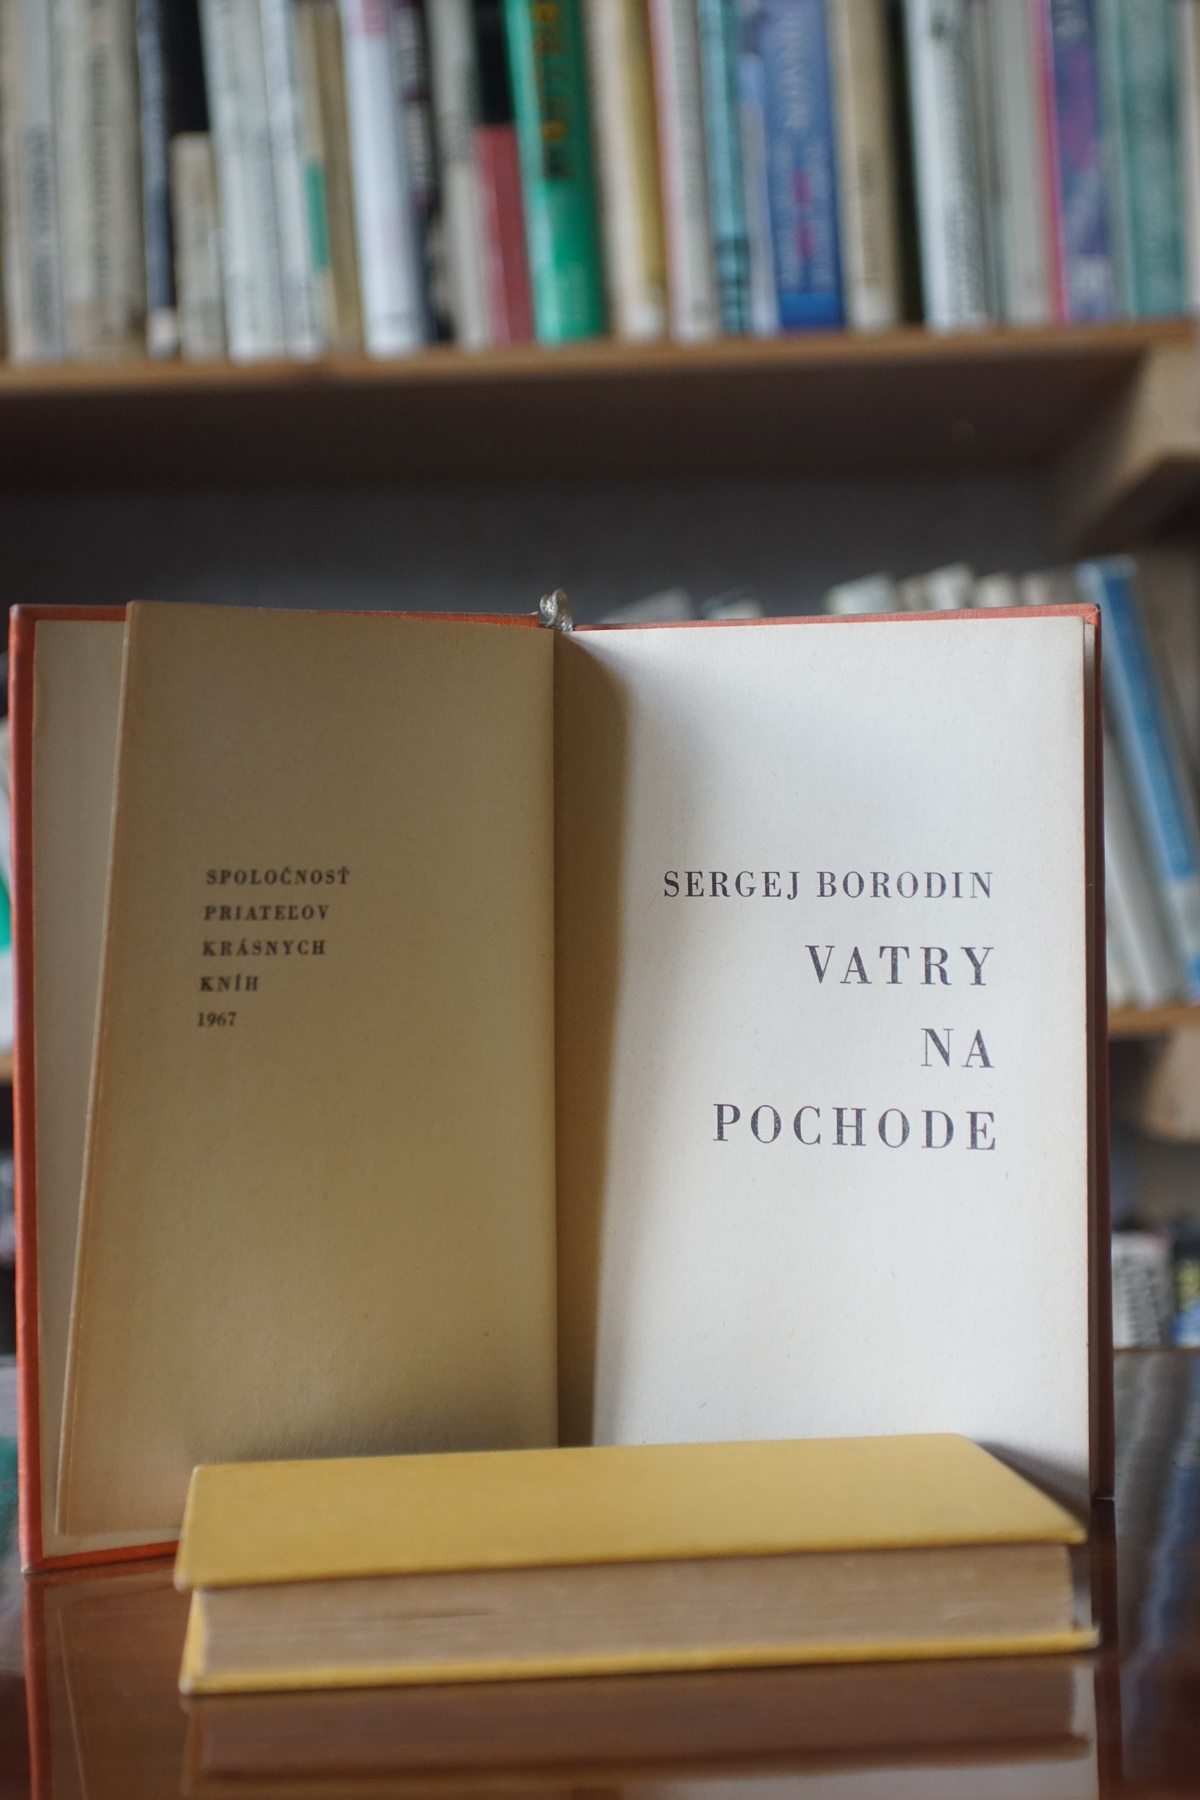 SPOLOČNOSŤ
PRIATEĽOV
KRÁSNYCH
KNÍH
1967
SERGEJ BORODIN
VATRY
NA
POCHODE